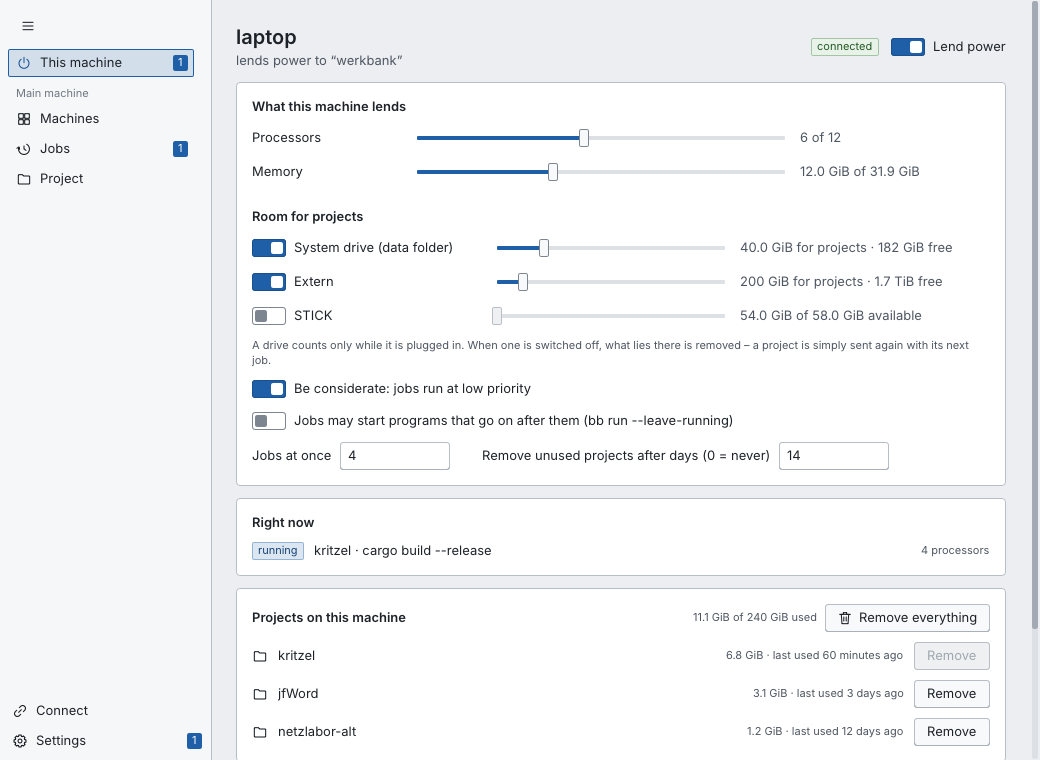 This machine 1
Main machine
Machines
Jobs 1
Project
Connect
Settings 1
laptop
lends power to “werkbank”
connected Lend power
What this machine lends
Processors 6 of 12
Memory 12.0 GiB of 31.9 GiB
Room for projects
System drive (data folder) 40.0 GiB for projects · 182 GiB free
Extern 200 GiB for projects · 1.7 TiB free
STICK 54.0 GiB of 58.0 GiB available
A drive counts only while it is plugged in. When one is switched off, what lies there is removed – a project is simply sent again with its next
job.
Be considerate: jobs run at low priority
Jobs may start programs that go on after them (bb run --leave-running)
Jobs at once 4 Remove unused projects after days (0 = never) 14
Right now
running kritzel · cargo build --release 4 processors
Projects on this machine 11.1 GiB of 240 GiB used Remove everything
kritzel 6.8 GiB · last used 60 minutes ago Remove
jfWord 3.1 GiB · last used 3 days ago Remove
netzlabor-alt 1.2 GiB · last used 12 days ago Remove